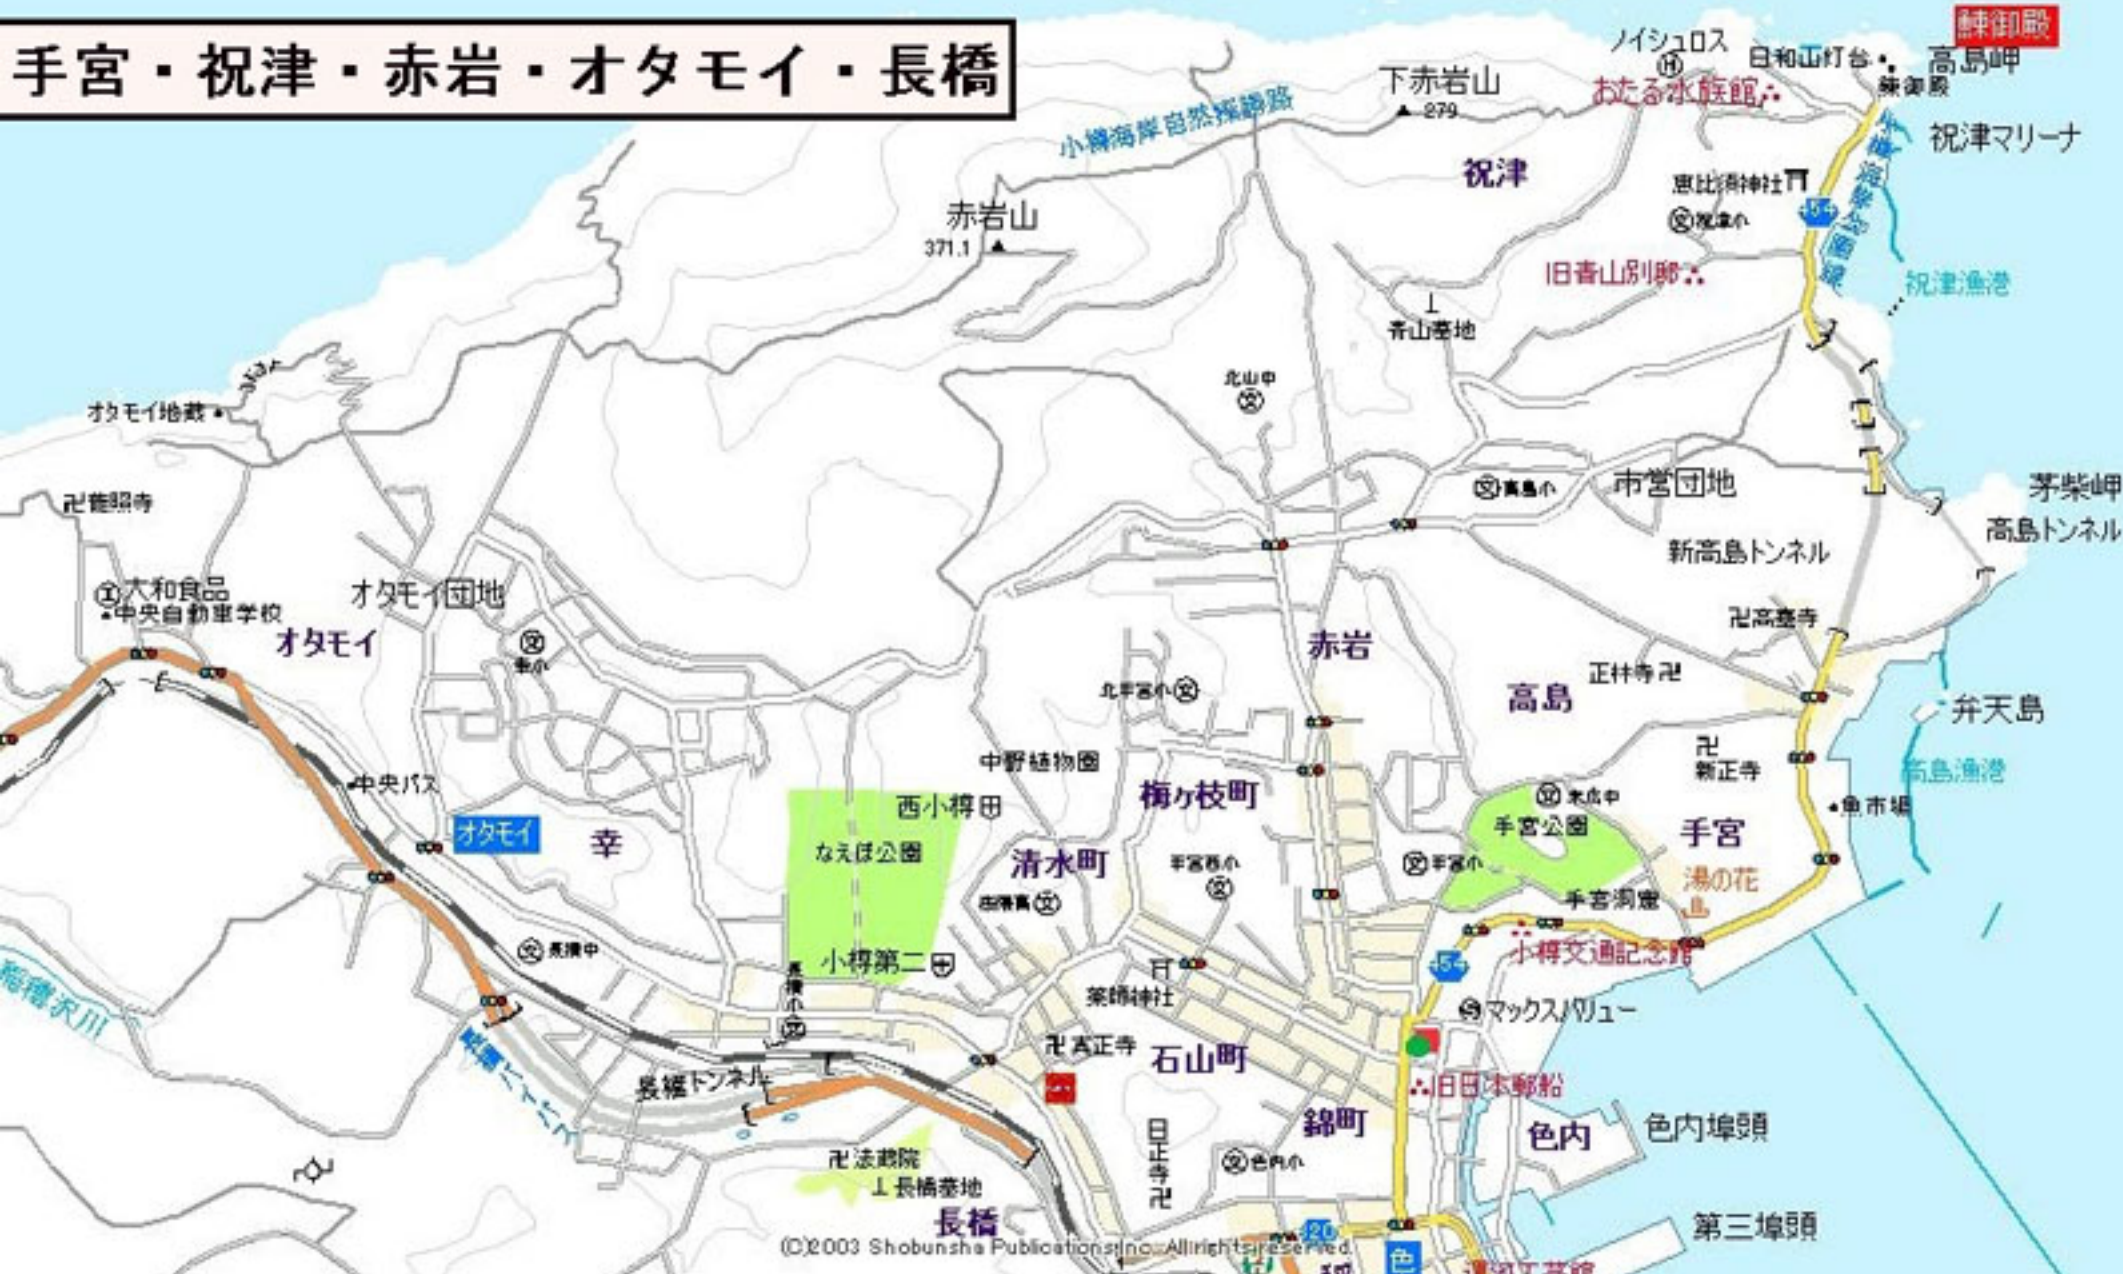 手宮・祝津・赤岩・オタモイ・長橋
鰊御殿
ノイシュロス
日和山灯台
高島岬
下赤岩山
279
おたる水族館
鰊御殿
小樽海岸自然探勝路
祝津マリーナ
祝津
恵比須神社
祝津小
454
赤岩山
371.1
旧青山別邸
祝津漁港
青山墓地
北山中
オタモイ地蔵
高島小
市営団地
茅柴岬
高島トンネル
新高島トンネル
大和食品
中央自動車学校
オタモイ団地
オタモイ
幸小
赤岩
高島
正林寺
北手宮小
弁天島
中野植物園
新正寺
高島漁港
中央バス
梅ヶ枝町
西小樽
末広中
魚市場
オタモイ
幸
なえぼ公園
清水町
手宮西小
手宮小
手宮公園
手宮
湯の花
手宮洞窟
長橋中
小樽第二
長橋小
454
小樽交通記念館
薬師神社
マックスバリュー
長橋バイパス
長橋トンネル
石山町
旧日本郵船
錦町
色内
色内埠頭
日正寺
色内小
法蔵院
長橋墓地
長橋
第三埠頭
(C)2003 Shobunsha Publications,Inc. All rights reserved.
820
色